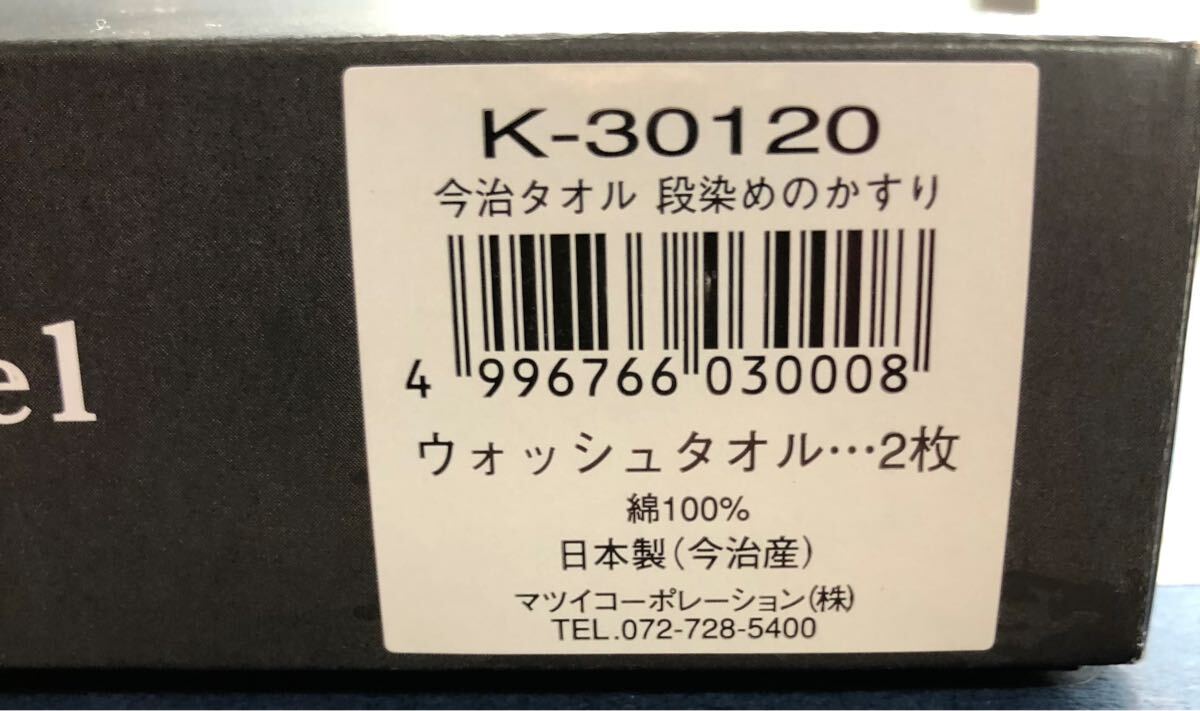 el
K-30120
今治タオル 段染めのかすり
4 996766 030008
ウォッシュタオル…2枚
綿100%
日本製(今治産)
マツイコーポレーション(株)
TEL.072-728-5400